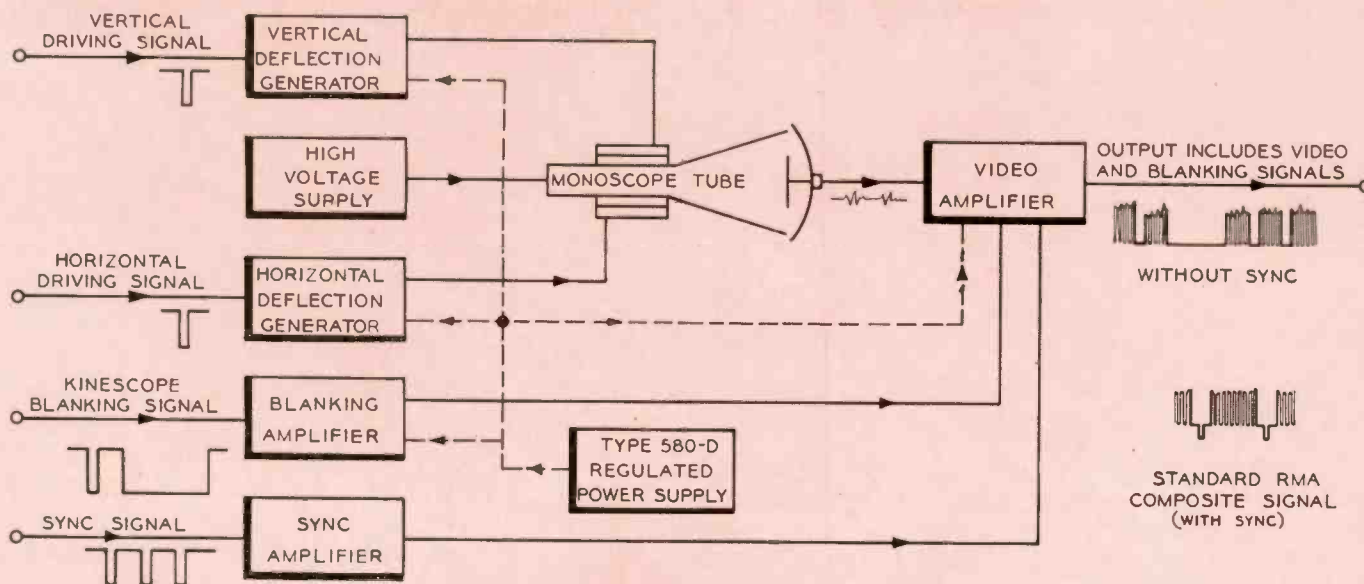 VERTICAL
DRIVING SIGNAL
VERTICAL
DEFLECTION
GENERATOR
HIGH
VOLTAGE
SUPPLY
MONOSCOPE TUBE
VIDEO
AMPLIFIER
OUTPUT INCLUDES VIDEO
AND BLANKING SIGNALS
WITHOUT SYNC
HORIZONTAL
DRIVING SIGNAL
HORIZONTAL
DEFLECTION
GENERATOR
KINESCOPE
BLANKING SIGNAL
BLANKING
AMPLIFIER
TYPE 580-D
REGULATED
POWER SUPPLY
STANDARD RMA
COMPOSITE SIGNAL
(WITH SYNC)
SYNC SIGNAL
SYNC
AMPLIFIER